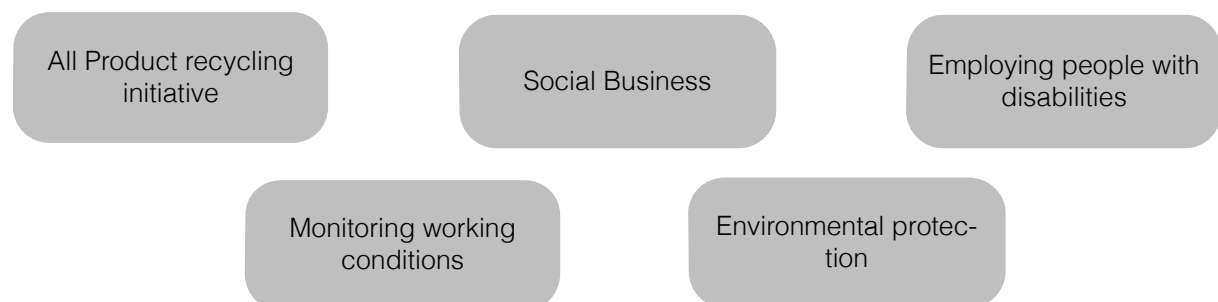 All Product recycling
initiative
Social Business
Employing people with
disabilities
Monitoring working
conditions
Environmental protec-
tion